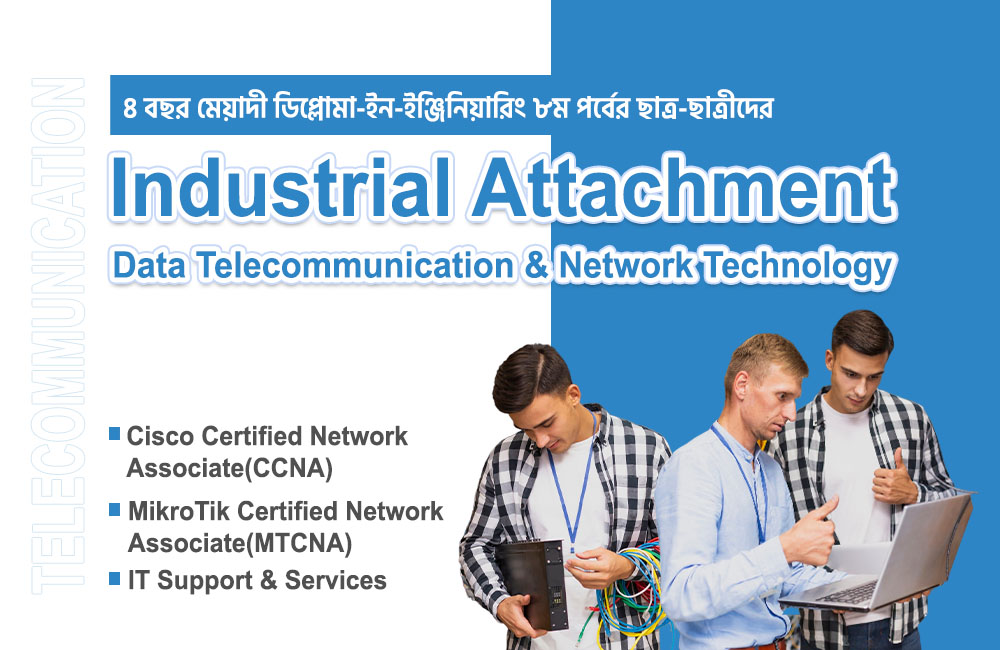 ৪ বছর মেয়াদী ডিপ্লোমা-ইন-ইঞ্জিনিয়ারিং ৮ম পর্বের ছাত্র-ছাত্রীদের
Industrial Attachment
Data Telecommunication & Network Technology
TELECOMMUNICATION
Cisco Certified Network
Associate(CCNA)
MikroTik Certified Network
Associate(MTCNA)
IT Support & Services